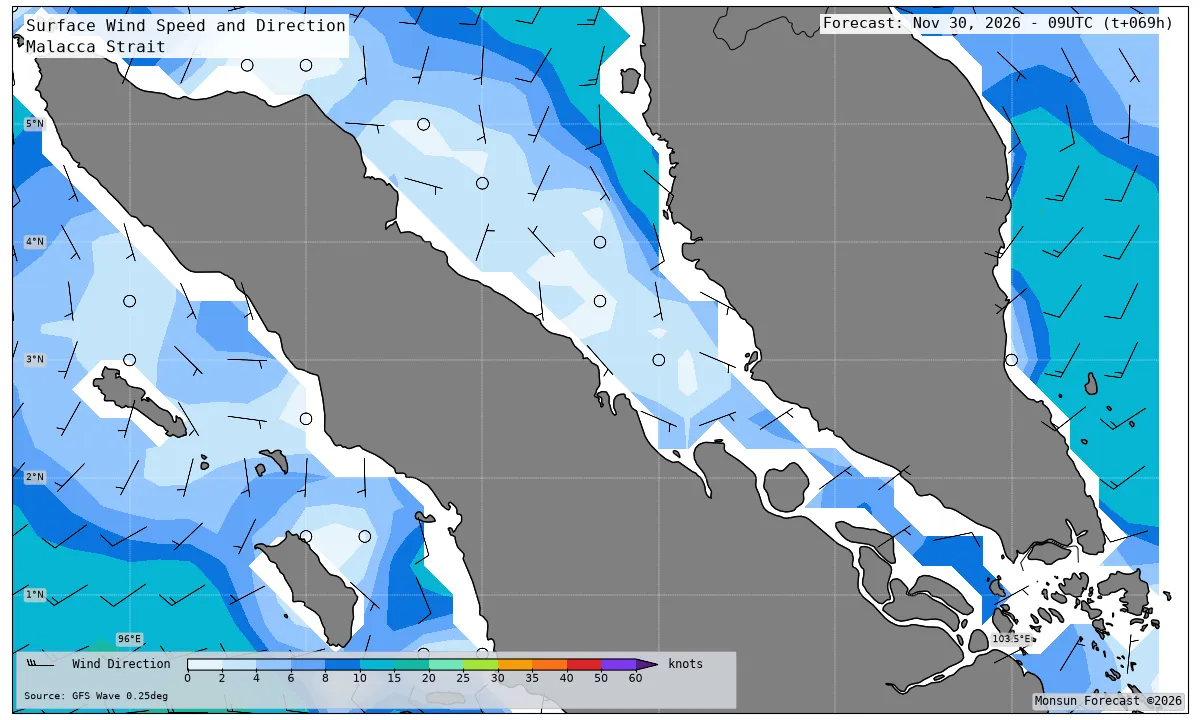 Surface Wind Speed and Direction
Malacca Strait
Forecast: Nov 30, 2026 - 09UTC (t+069h)
5°N
4°N
3°N
2°N
1°N
96°E
103.5°E
Wind Direction
knots
0 2 4 6 8 10 15 20 25 30 35 40 50 60
Source: GFS Wave 0.25deg
Monsun Forecast ©2026